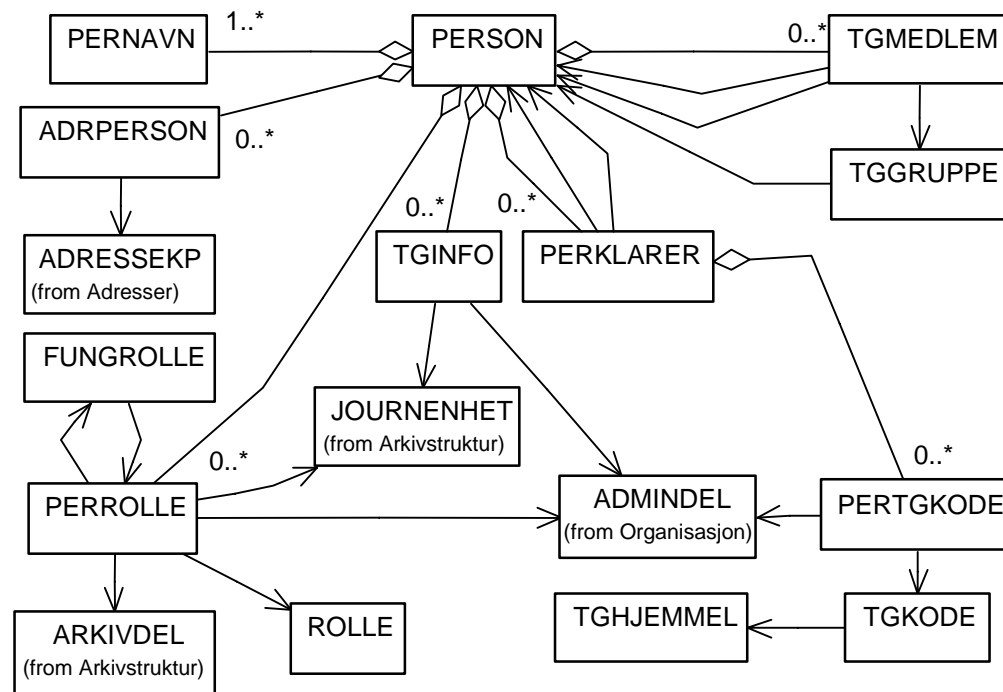 PERNAVN
1..*
PERSON
0..*
TGMEDLEM
ADRPERSON
0..*
TGGRUPPE
0..*
0..*
ADRESSEKP
(from Adresser)
TGINFO
PERKLARER
FUNGROLLE
JOURNENHET
(from Arkivstruktur)
0..*
0..*
PERROLLE
ADMINDEL
(from Organisasjon)
PERTGKODE
ARKIVDEL
(from Arkivstruktur)
ROLLE
TGHJEMMEL
TGKODE